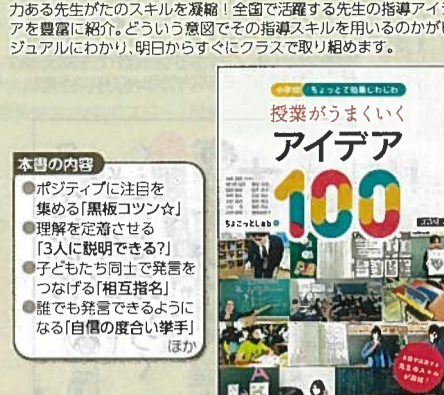 力ある先生がたのスキルを凝縮！全国で活躍する先生の指導アイデ
アを豊富に紹介。どういう意図でその指導スキルを用いるのかがビ
ジュアルにわかり、明日からすぐにクラスで取り組めます。
小学校 ちょっとで効果じわじわ
授業がうまくいく
アイデア
100
ちょこっとLab
本書の内容
●ポジティブに注目を
集める「黒板コツン☆」
●理解を定着させる
「3人に説明できる?」
●子どもたち同士で発言を
つなげる「相互指名」
●誰でも発言できるように
なる「自信の度合い挙手」
ほか